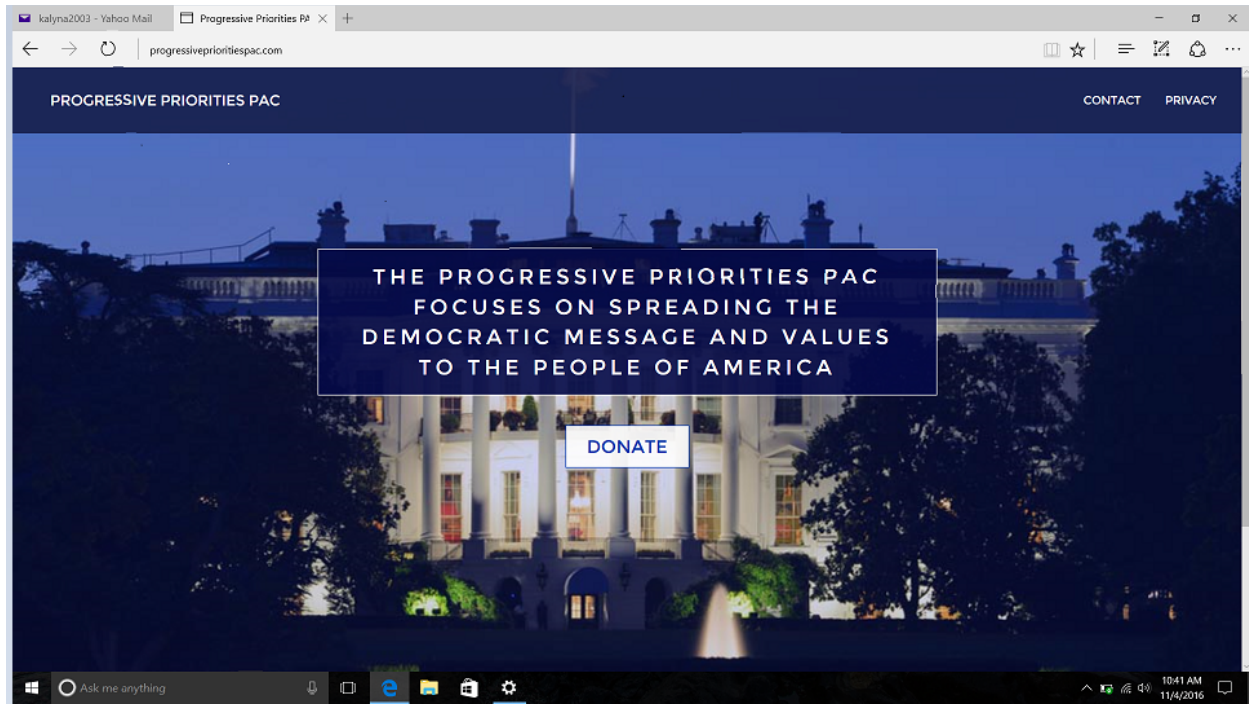 kalyna2003 - Yahoo Mail
Progressive Priorities PA
progressiveprioritiespac.com
PROGRESSIVE PRIORITIES PAC
CONTACT
PRIVACY
THE PROGRESSIVE PRIORITIES PAC
FOCUSES ON SPREADING THE
DEMOCRATIC MESSAGE AND VALUES
TO THE PEOPLE OF AMERICA
DONATE
Ask me anything
10:41 AM
11/4/2016